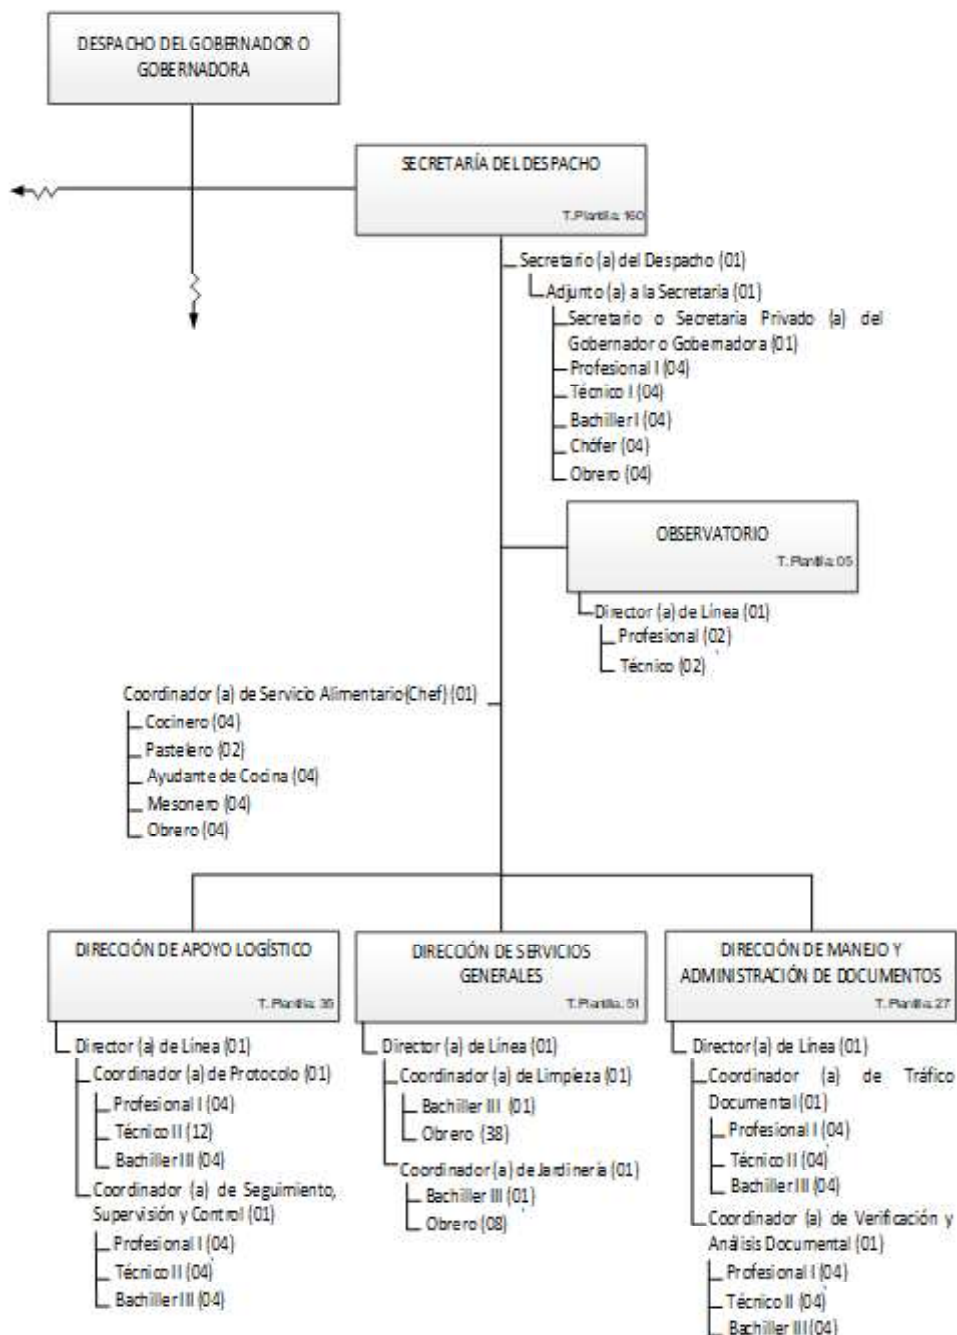 DESPACHO DEL GOBERNADOR O
GOBERNADORA
SECRETARÍA DEL DESPACHO
T.Plantilla: 160
Secretario (a) del Despacho (01)
Adjunto (a) a la Secretaría (01)
Secretario o Secretaria Privado (a) del
Gobernador o Gobernadora (01)
Profesional I (04)
Técnico I (04)
Bachiller I (04)
Chófer (04)
Obrero (04)
OBSERVATORIO
T. Plantilla: 05
Director (a) de Línea (01)
Profesional (02)
Técnico (02)
Coordinador (a) de Servicio Alimentario(Chef) (01)
Cocinero (04)
Pastelero (02)
Ayudante de Cocina (04)
Mesonero (04)
Obrero (04)
DIRECCIÓN DE APOYO LOGÍSTICO
T. Plantilla: 35
Director (a) de Línea (01)
Coordinador (a) de Protocolo (01)
Profesional I (04)
Técnico II (12)
Bachiller III (04)
Coordinador (a) de Seguimiento,
Supervisión y Control (01)
Profesional I (04)
Técnico II (04)
Bachiller III (04)
DIRECCIÓN DE SERVICIOS
GENERALES
T. Plantilla: 51
Director (a) de Línea (01)
Coordinador (a) de Limpieza (01)
Bachiller III (01)
Obrero (38)
Coordinador (a) de Jardinería (01)
Bachiller III (01)
Obrero (08)
DIRECCIÓN DE MANEJO Y
ADMINISTRACIÓN DE DOCUMENTOS
T. Plantilla: 27
Director (a) de Línea (01)
Coordinador (a) de Tráfico
Documental (01)
Profesional I (04)
Técnico II (04)
Bachiller III (04)
Coordinador (a) de Verificación y
Análisis Documental (01)
Profesional I (04)
Técnico II (04)
Bachiller III (04)